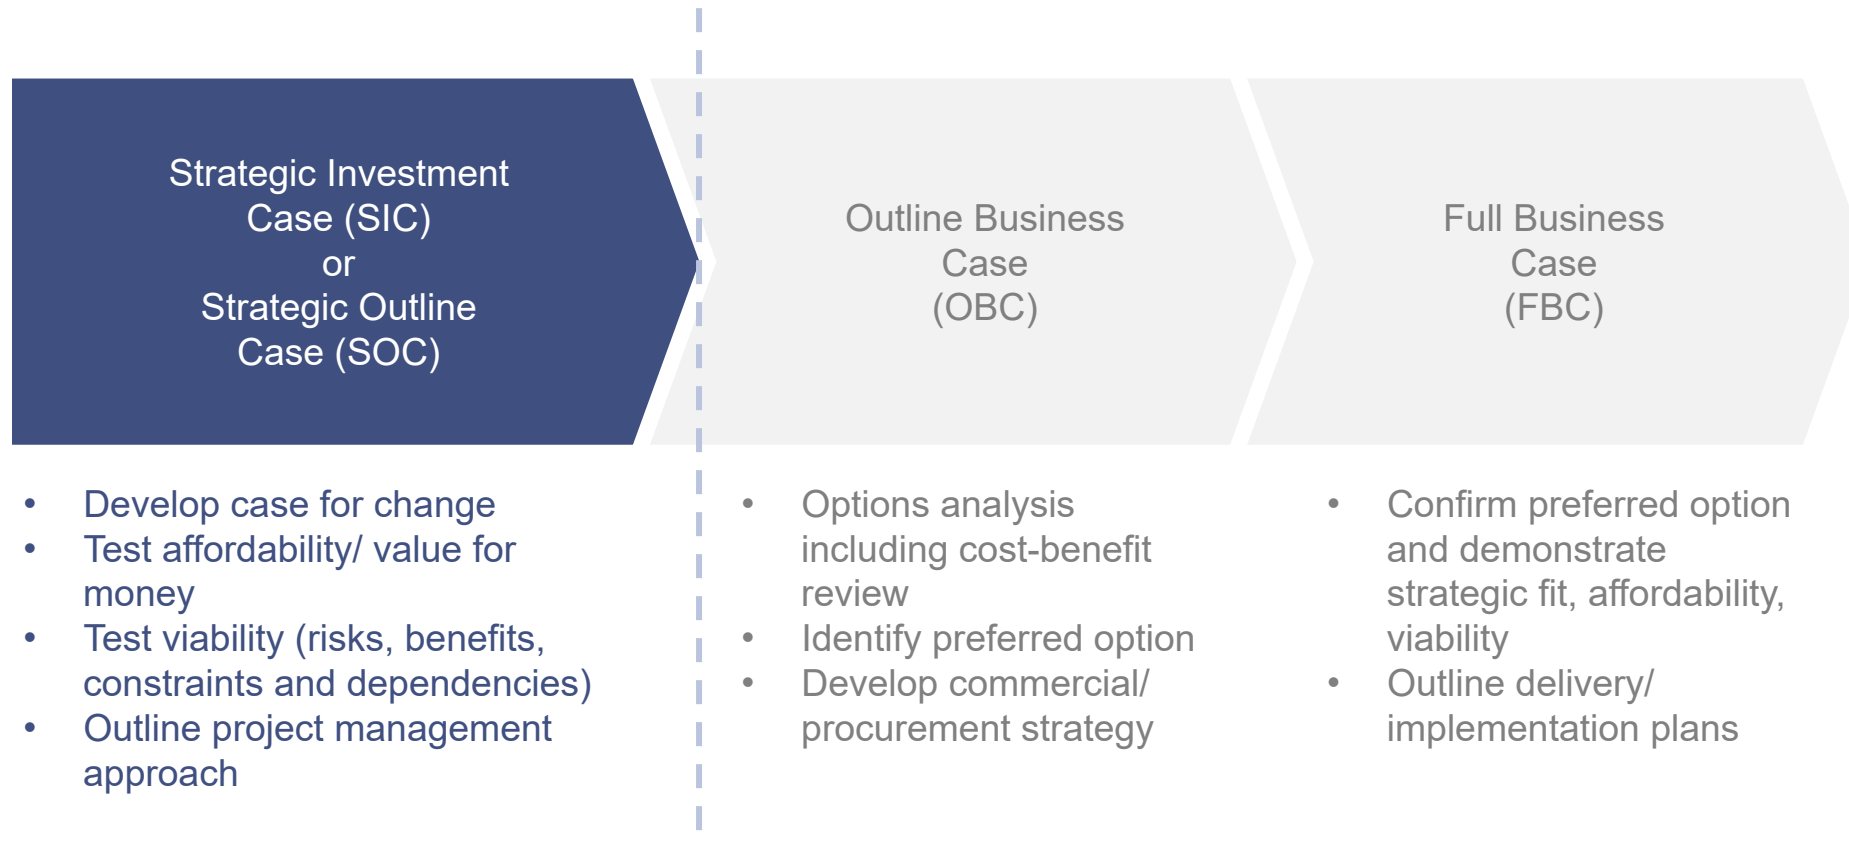 Strategic Investment
Case (SIC)
or
Strategic Outline
Case (SOC)
Outline Business
Case
(OBC)
Full Business
Case
(FBC)
• Develop case for change
• Test affordability/ value for
money
• Test viability (risks, benefits,
constraints and dependencies)
• Outline project management
approach
• Options analysis
including cost-benefit
review
• Identify preferred option
• Develop commercial/
procurement strategy
• Confirm preferred option
and demonstrate
strategic fit, affordability,
viability
• Outline delivery/
implementation plans